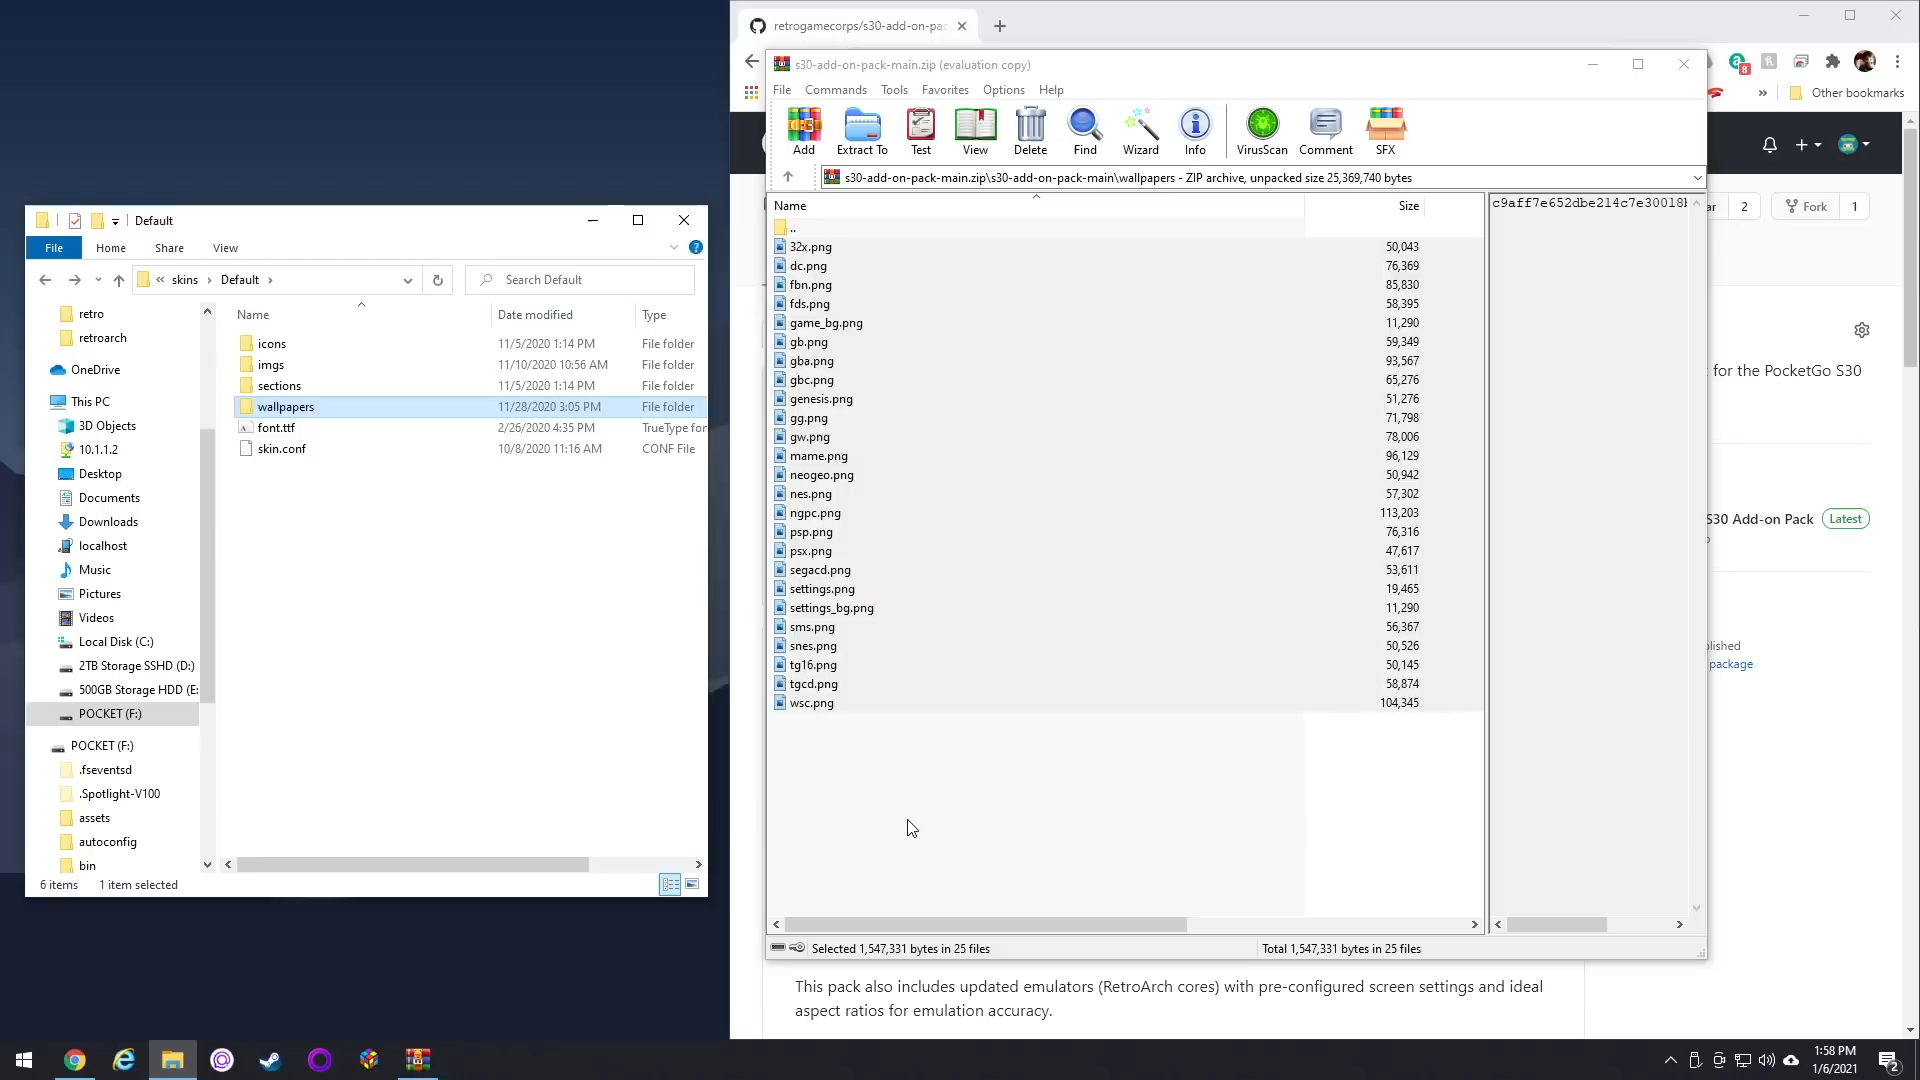 retrogamecorps/s30-add-on-pac
s30-add-on-pack-main.zip (evaluation copy)
File Commands Tools Favorites Options Help
8
» Other bookmarks
Add Extract To Test View Delete Find Wizard Info VirusScan Comment SFX
s30-add-on-pack-main.zip\s30-add-on-pack-main\wallpapers - ZIP archive, unpacked size 25,369,740 bytes
Name Size
c9aff7e652dbe214c7e30018
ar 2 Fork 1
..
32x.png 50,043
dc.png 76,369
fbn.png 85,830
fds.png 58,395
game_bg.png 11,290
gb.png 59,349
gba.png 93,567
gbc.png 65,276
genesis.png 51,276
gg.png 71,798
gw.png 78,006
mame.png 96,129
neogeo.png 50,942
nes.png 57,302
ngpc.png 113,203
psp.png 76,316
psx.png 47,617
segacd.png 53,611
settings.png 19,465
settings_bg.png 11,290
sms.png 56,367
snes.png 50,526
tg16.png 50,145
tgcd.png 58,874
wsc.png 104,345
Selected 1,547,331 bytes in 25 files
Total 1,547,331 bytes in 25 files
for the PocketGo S30
S30 Add-on Pack Latest
lished
package
This pack also includes updated emulators (RetroArch cores) with pre-configured screen settings and ideal
aspect ratios for emulation accuracy.
Default
File Home Share View
« skins › Default ›
Search Default
Name Date modified Type
icons 11/5/2020 1:14 PM File folder
imgs 11/10/2020 10:56 AM File folder
sections 11/5/2020 1:14 PM File folder
wallpapers 11/28/2020 3:05 PM File folder
font.ttf 2/26/2020 4:35 PM TrueType for
skin.conf 10/8/2020 11:16 AM CONF File
retro
retroarch
OneDrive
This PC
3D Objects
10.1.1.2
Desktop
Documents
Downloads
localhost
Music
Pictures
Videos
Local Disk (C:)
2TB Storage SSHD (D:)
500GB Storage HDD (E:
POCKET (F:)
POCKET (F:)
.fseventsd
.Spotlight-V100
assets
autoconfig
bin
6 items 1 item selected
1:58 PM
1/6/2021
2